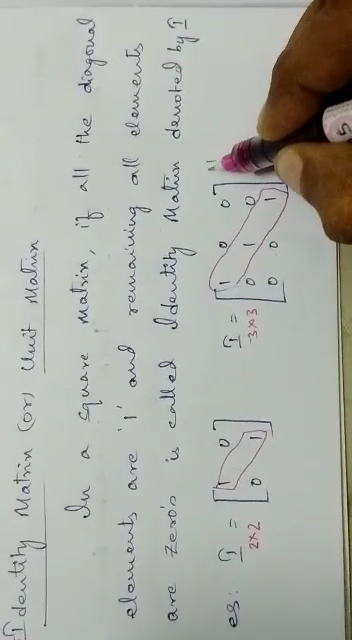 Identity Matrix (or) Unit Matrix
In a square matrix, if all the diagonal
elements are '1' and remaining all elements
are zero's is called Identity Matrix denoted by I
eg: I 2×2 = [1 0 0 1] I 3×3 = [1 0 0 0 1 0 0 0 1]